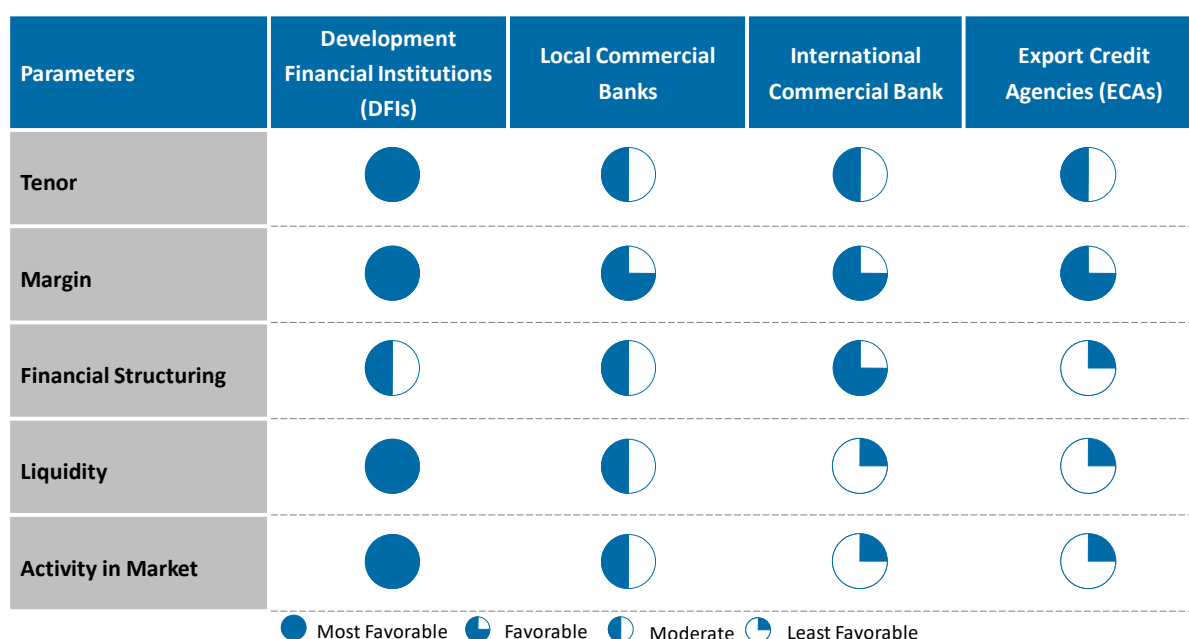 Parameters
Development
Financial Institutions
(DFIs)
Local Commercial
Banks
International
Commercial Bank
Export Credit
Agencies (ECAs)
Tenor
Margin
Financial Structuring
Liquidity
Activity in Market
Most Favorable
Favorable
Moderate
Least Favorable